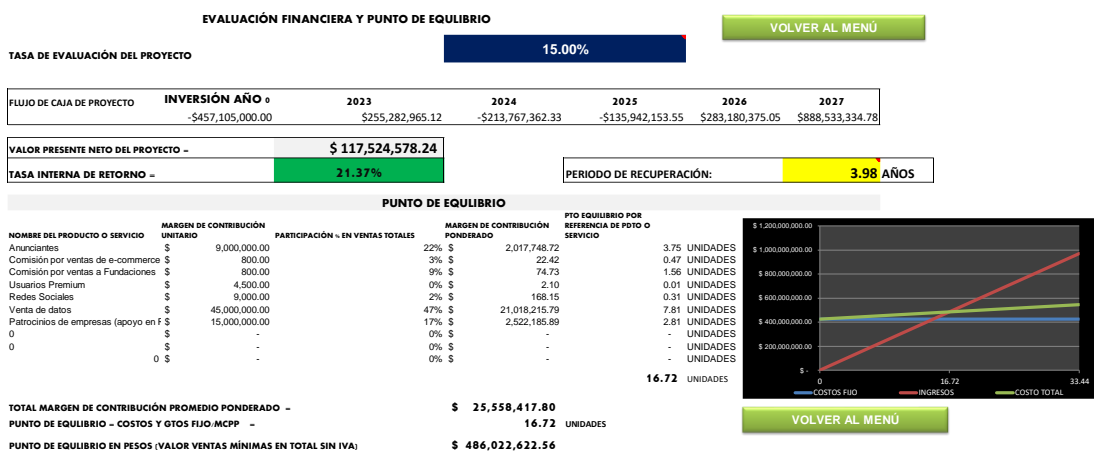 EVALUACIÓN FINANCIERA Y PUNTO DE EQULIBRIO
VOLVER AL MENÚ
TASA DE EVALUACIÓN DEL PROYECTO 15.00%
FLUJO DE CAJA DE PROYECTO INVERSIÓN AÑO 0 2023 2024 2025 2026 2027
-$457,105,000.00 $255,282,965.12 -$213,767,362.33 -$135,942,153.55 $283,180,375.05 $888,533,334.78
VALOR PRESENTE NETO DEL PROYECTO = $ 117,524,578.24
TASA INTERNA DE RETORNO = 21.37% PERIODO DE RECUPERACIÓN: 3.98 AÑOS
PUNTO DE EQULIBRIO
NOMBRE DEL PRODUCTO O SERVICIO MARGEN DE CONTRIBUCIÓN UNITARIO PARTICIPACIÓN % EN VENTAS TOTALES MARGEN DE CONTRIBUCIÓN PONDERADO PTO EQUILIBRIO POR REFERENCIA DE PDTO O SERVICIO
Anunciantes $ 9,000,000.00 22% $ 2,017,748.72 3.75 UNIDADES
Comisión por ventas de e-commerce $ 800.00 3% $ 22.42 0.47 UNIDADES
Comisión por ventas a Fundaciones $ 800.00 9% $ 74.73 1.56 UNIDADES
Usuarios Premium $ 4,500.00 0% $ 2.10 0.01 UNIDADES
Redes Sociales $ 9,000.00 2% $ 168.15 0.31 UNIDADES
Venta de datos $ 45,000,000.00 47% $ 21,018,215.79 7.81 UNIDADES
Patrocinios de empresas (apoyo en F $ 15,000,000.00 17% $ 2,522,185.89 2.81 UNIDADES
0 $ - 0% $ - - UNIDADES
0 $ - 0% $ - - UNIDADES
0 $ - 0% $ - - UNIDADES
16.72 UNIDADES
TOTAL MARGEN DE CONTRIBUCIÓN PROMEDIO PONDERADO = $ 25,558,417.80
PUNTO DE EQULIBRIO = COSTOS Y GTOS FIJO/MCPP = 16.72 UNIDADES
PUNTO DE EQULIBRIO EN PESOS (VALOR VENTAS MÍNIMAS EN TOTAL SIN IVA) $ 486,022,622.56
$ 1,200,000,000.00
$ 1,000,000,000.00
$ 800,000,000.00
$ 600,000,000.00
$ 400,000,000.00
$ 200,000,000.00
$ -
0 16.72 33.44
COSTOS FIJO INGRESOS COSTO TOTAL
VOLVER AL MENÚ